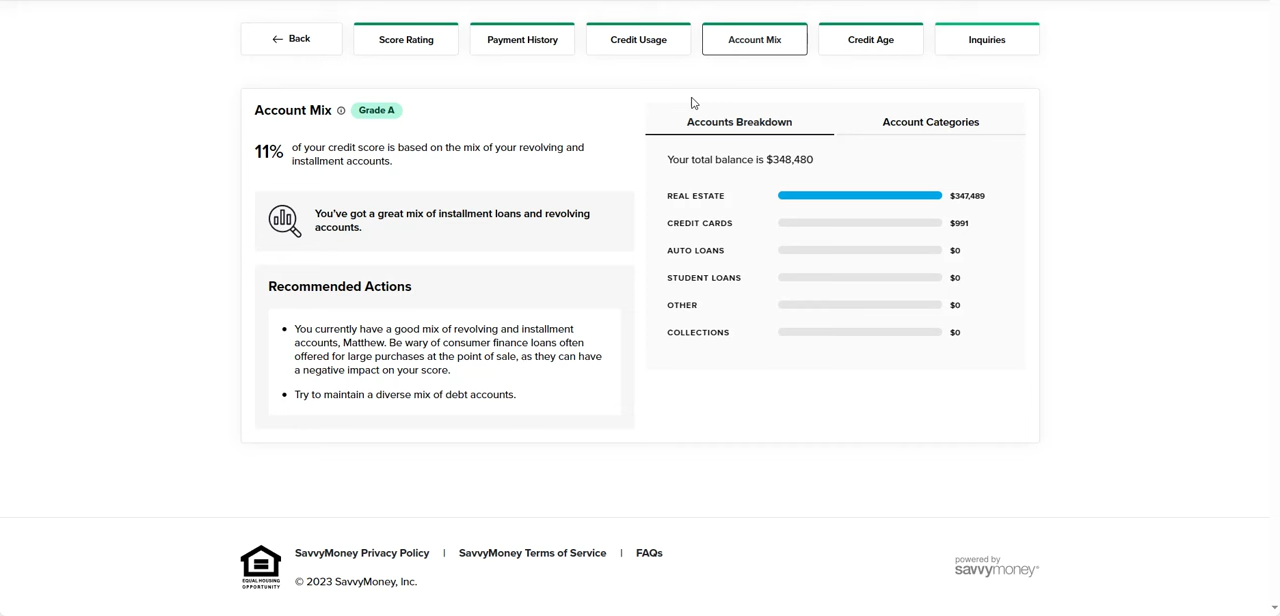 ← Back
Score Rating
Payment History
Credit Usage
Account Mix
Credit Age
Inquiries
Account Mix
Grade A
11% of your credit score is based on the mix of your revolving and
installment accounts.
You've got a great mix of installment loans and revolving
accounts.
Recommended Actions
• You currently have a good mix of revolving and installment
accounts, Matthew. Be wary of consumer finance loans often
offered for large purchases at the point of sale, as they can have
a negative impact on your score.
• Try to maintain a diverse mix of debt accounts.
Accounts Breakdown
Account Categories
Your total balance is $348,480
REAL ESTATE $347,489
CREDIT CARDS $991
AUTO LOANS $0
STUDENT LOANS $0
OTHER $0
COLLECTIONS $0
EQUAL HOUSING
OPPORTUNITY
SavvyMoney Privacy Policy | SavvyMoney Terms of Service | FAQs
© 2023 SavvyMoney, Inc.
powered by
savvymoney